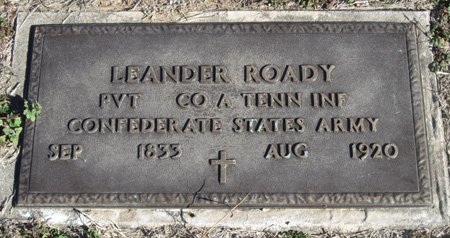 LEANDER ROADY
PVT CO A TENN INF
CONFEDERATE STATES ARMY
SEP 1833 AUG 1920